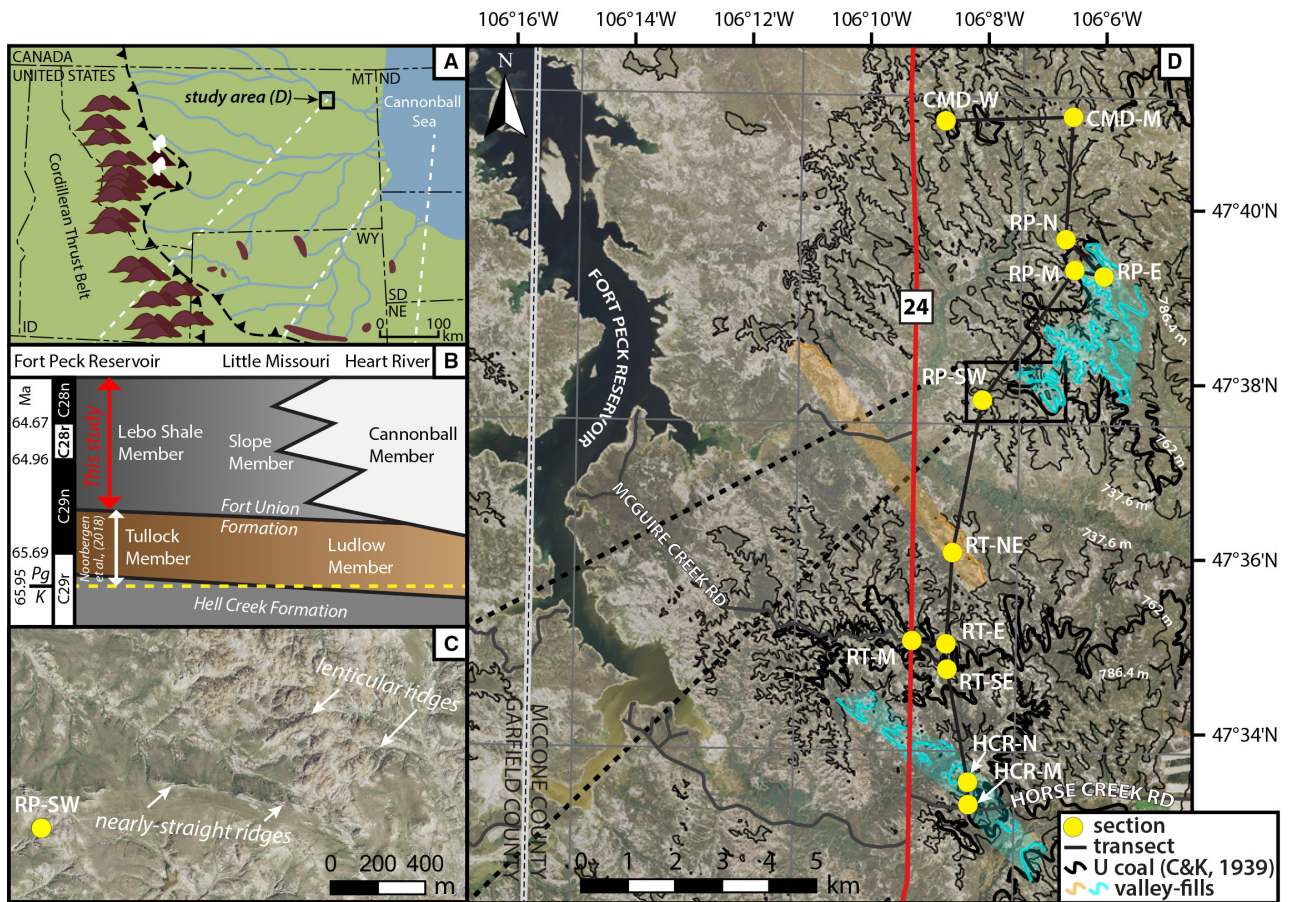 106°16'W 106°14'W 106°12'W 106°10'W 106°8'W 106°6'W
A
CANADA
UNITED STATES
MT ND
study area (D)
Cannonball
Sea
Cordilleran Thrust Belt
WY
SD
NE
ID
0 100
km
B
Fort Peck Reservoir Little Missouri Heart River
Ma
64.67
64.96
65.69
65.95
Pg
K
C28n
C28r
C29n
C29r
This study
Noorbergen
et al., (2018)
Lebo Shale
Member
Slope
Member
Cannonball
Member
Fort Union
Formation
Tullock
Member
Ludlow
Member
Hell Creek Formation
C
lenticular ridges
RP-SW
nearly-straight ridges
0 200 400
m
D
N
CMD-W
CMD-M
RP-N
RP-M
RP-E
786.4 m
24
FORT PECK RESERVOIR
RP-SW
762 m
737.6 m
737.6 m
MCGUIRE CREEK RD
RT-NE
762 m
RT-E
RT-M
RT-SE
786.4 m
HCR-N
HCR-M
HORSE CREEK RD
MCCONE COUNTY
GARFIELD COUNTY
0 1 2 3 4 5
km
47°40'N
47°38'N
47°36'N
47°34'N
section
transect
U coal (C&K, 1939)
valley-fills